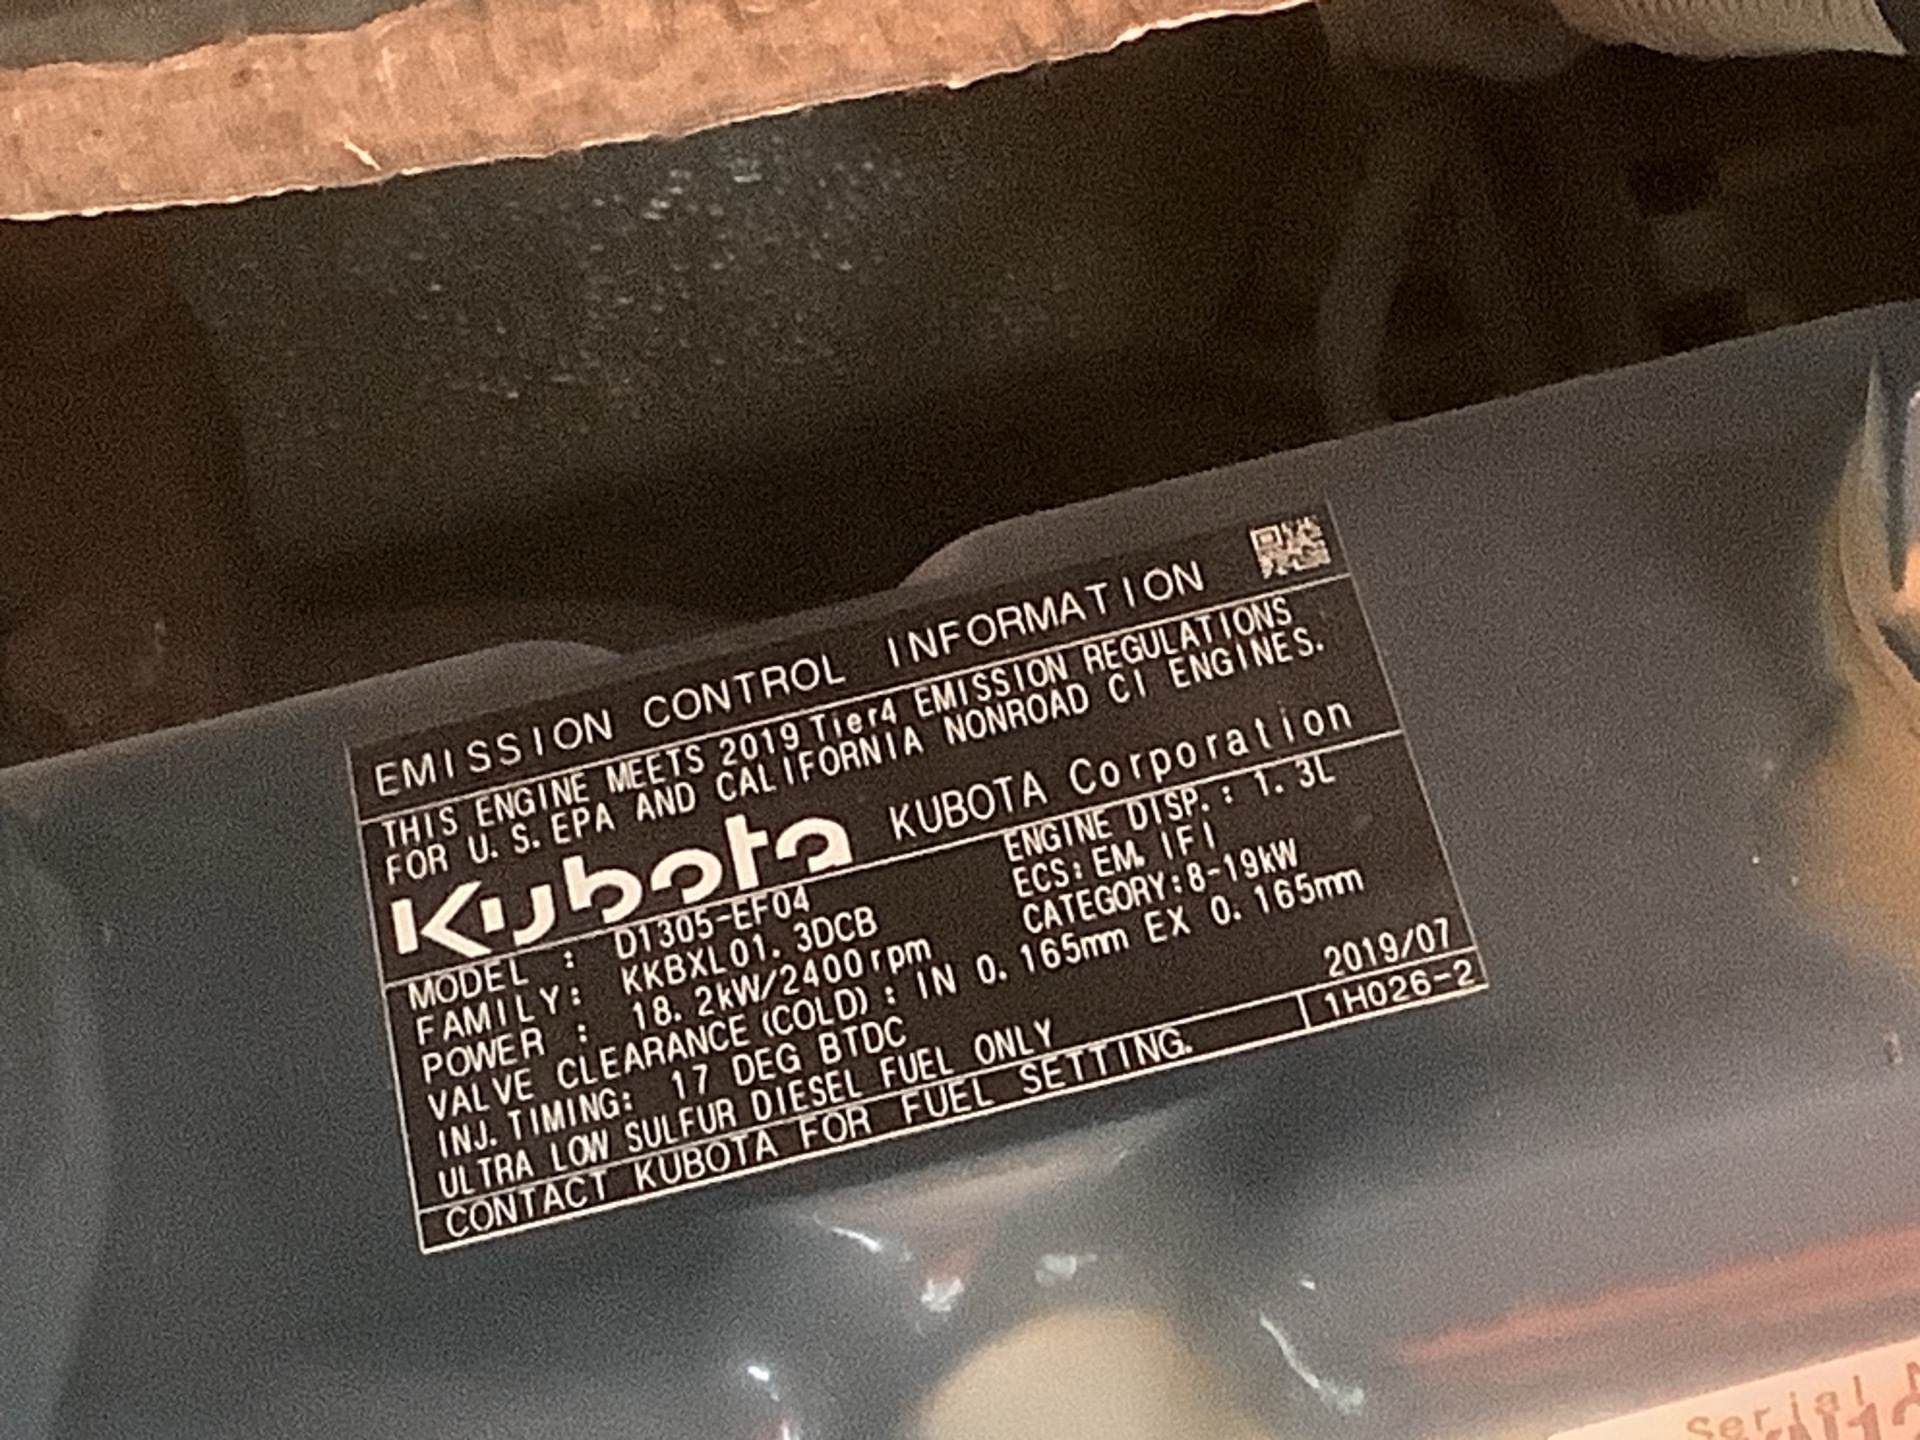 EMISSION CONTROL INFORMATION
THIS ENGINE MEETS 2019 Tier4 EMISSION REGULATIONS
FOR U.S.EPA AND CALIFORNIA NONROAD CI ENGINES.
Kubota KUBOTA Corporation
MODEL : D1305-EF04 ENGINE DISP.: 1.3L
FAMILY: KKBXL01.3DCB ECS: EM, IFI
POWER : 18.2kW/2400rpm CATEGORY:8-19kW
VALVE CLEARANCE (COLD): IN 0.165mm EX 0.165mm
INJ. TIMING: 17 DEG BTDC
ULTRA LOW SULFUR DIESEL FUEL ONLY 2019/07
CONTACT KUBOTA FOR FUEL SETTING. 1H026-2
Serial